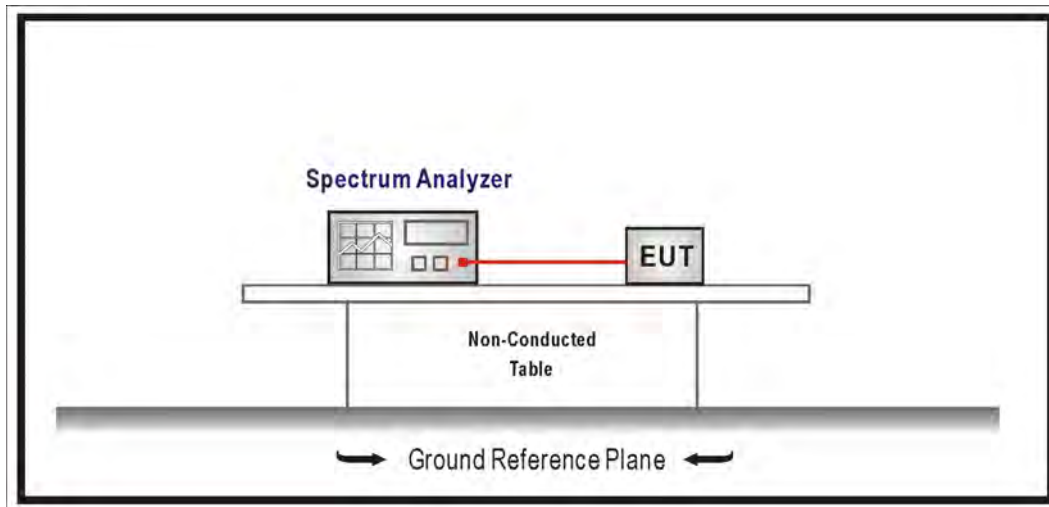 Spectrum Analyzer
EUT
Non-Conducted
Table
Ground Reference Plane